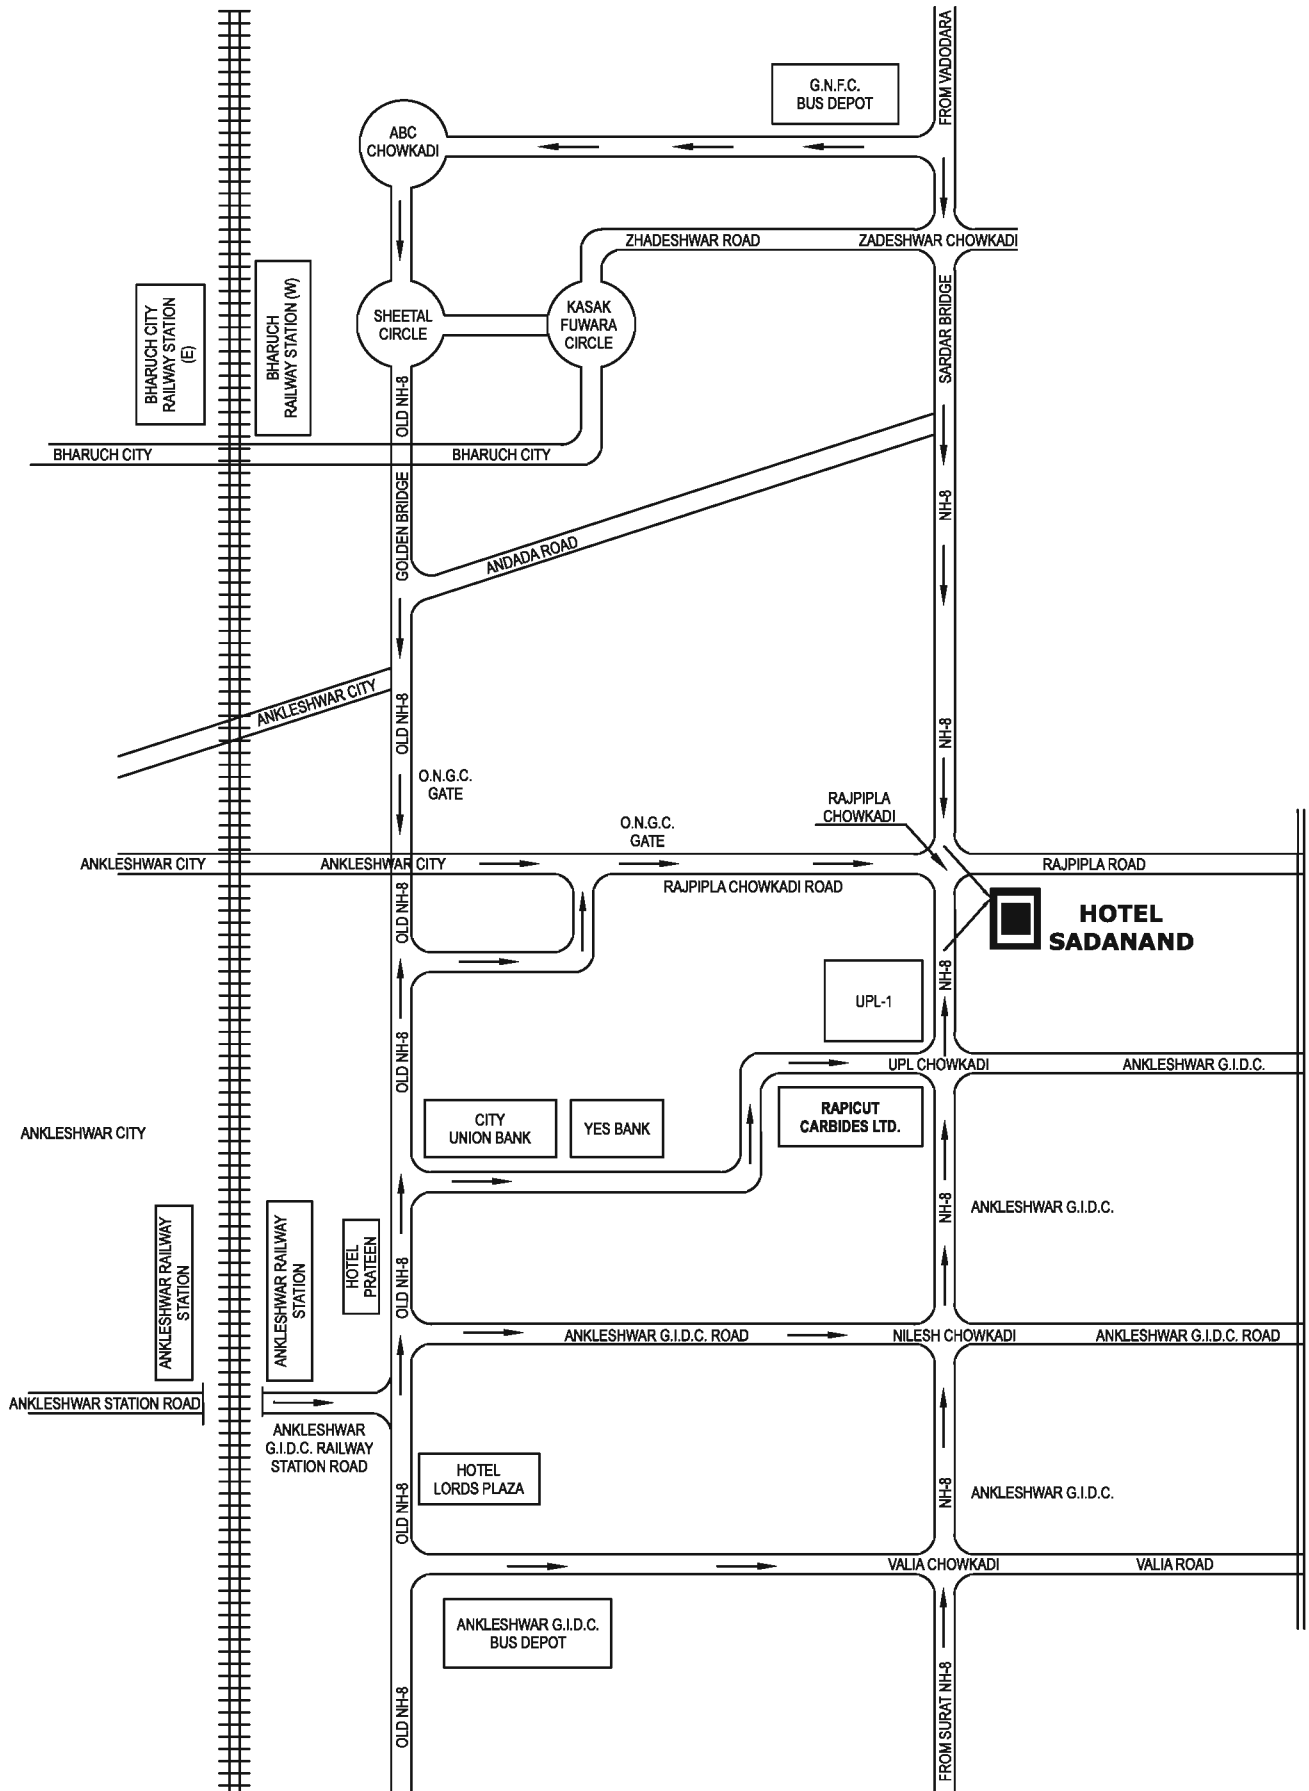 FROM VADODARA
G.N.F.C.
BUS DEPOT
ABC
CHOWKADI
ZHADESHWAR ROAD
ZADESHWAR CHOWKADI
BHARUCH CITY
RAILWAY STATION
(E)
BHARUCH
RAILWAY STATION (W)
SHEETAL
CIRCLE
KASAK
FUWARA
CIRCLE
SARDAR BRIDGE
OLD NH-8
BHARUCH CITY
BHARUCH CITY
GOLDEN BRIDGE
NH-8
ANDADA ROAD
ANKLESHWAR CITY
OLD NH-8
NH-8
O.N.G.C.
GATE
RAJPIPLA
CHOWKADI
O.N.G.C.
GATE
ANKLESHWAR CITY
ANKLESHWAR CITY
RAJPIPLA ROAD
RAJPIPLA CHOWKADI ROAD
OLD NH-8
HOTEL
SADANAND
NH-8
UPL-1
OLD NH-8
UPL CHOWKADI
ANKLESHWAR G.I.D.C.
CITY
UNION BANK
YES BANK
RAPICUT
CARBIDES LTD.
ANKLESHWAR CITY
ANKLESHWAR RAILWAY
STATION
ANKLESHWAR RAILWAY
STATION
HOTEL
PRATEEN
OLD NH-8
NH-8
ANKLESHWAR G.I.D.C.
ANKLESHWAR G.I.D.C. ROAD
NILESH CHOWKADI
ANKLESHWAR G.I.D.C. ROAD
ANKLESHWAR STATION ROAD
ANKLESHWAR
G.I.D.C. RAILWAY
STATION ROAD
HOTEL
LORDS PLAZA
OLD NH-8
NH-8
ANKLESHWAR G.I.D.C.
VALIA CHOWKADI
VALIA ROAD
ANKLESHWAR G.I.D.C.
BUS DEPOT
OLD NH-8
FROM SURAT NH-8